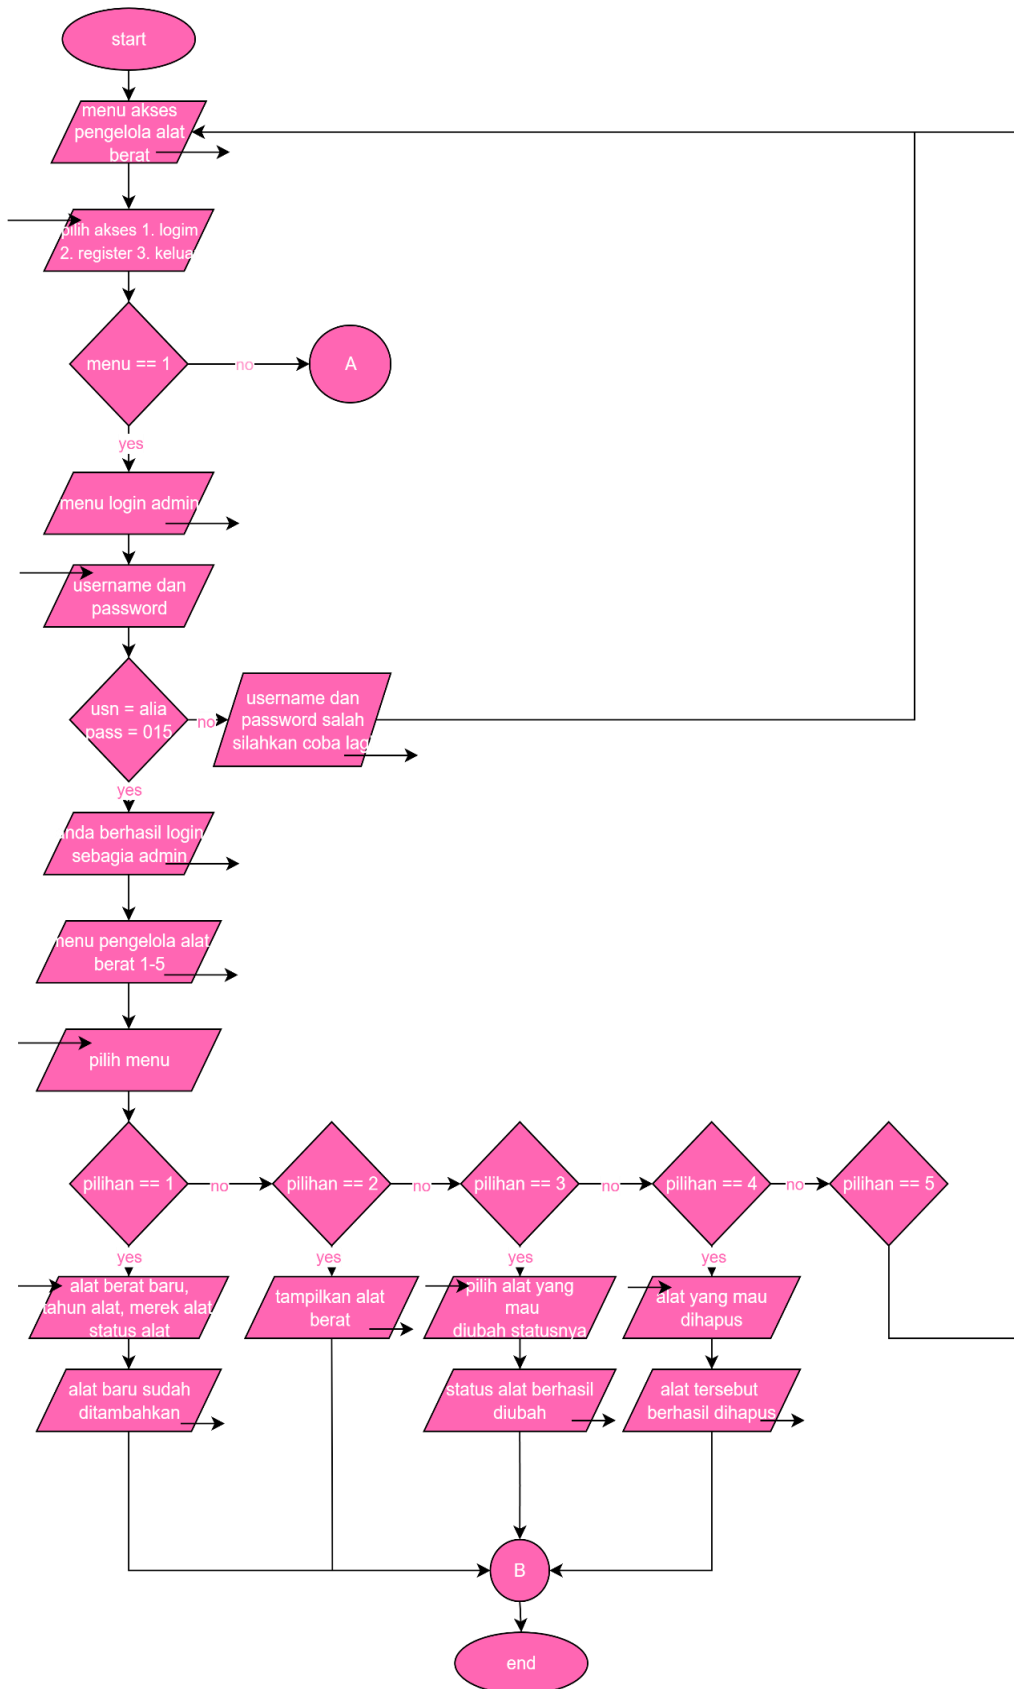 start
menu akses
pengelola alat
berat
pilih akses 1. logim
2. register 3. kelua
menu == 1
no
A
yes
menu login admin
username dan
password
usn = alia
pass = 015
no
username dan
password salah
silahkan coba lag
yes
anda berhasil login
sebagia admin
menu pengelola alat
berat 1-5
pilih menu
pilihan == 1
no
pilihan == 2
no
pilihan == 3
no
pilihan == 4
no
pilihan == 5
yes
yes
yes
yes
alat berat baru,
tahun alat, merek alat
status alat
tampilkan alat
berat
pilih alat yang
mau
diubah statusnya
alat yang mau
dihapus
alat baru sudah
ditambahkan
status alat berhasil
diubah
alat tersebut
berhasil dihapus
B
end